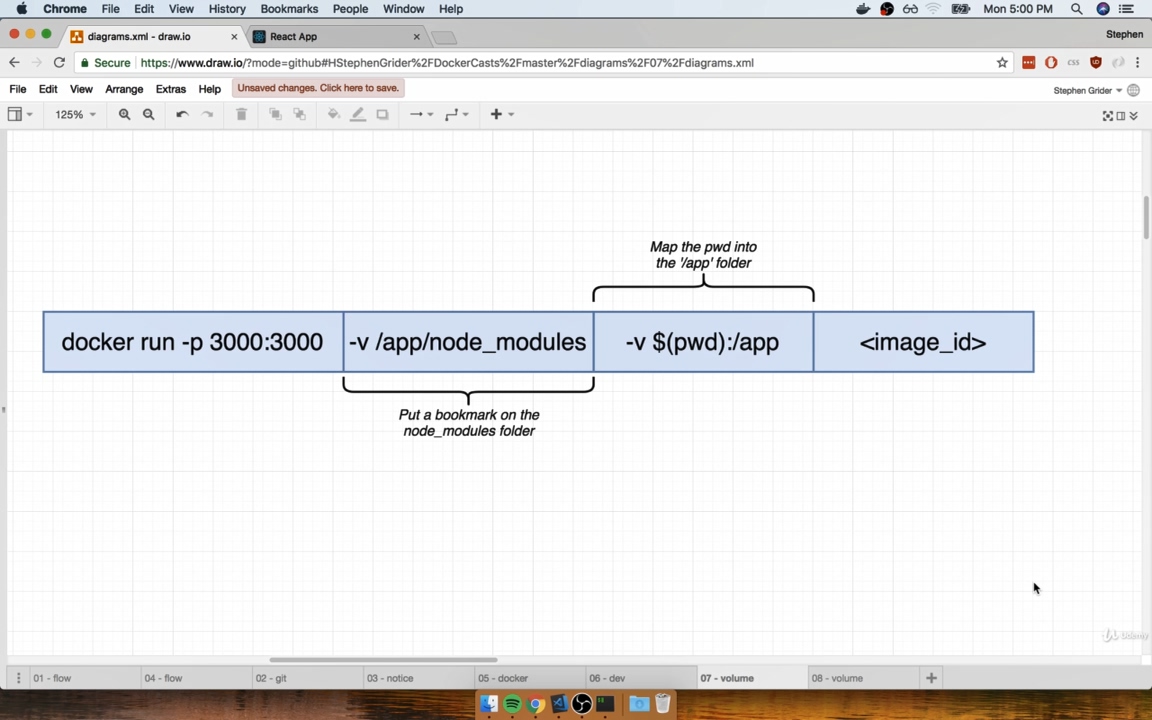 Chrome File Edit View History Bookmarks People Window Help Mon 5:00 PM
diagrams.xml - draw.io React App Stephen
Secure https://www.draw.io/?mode=github#HStephenGrider%2FDockerCasts%2Fmaster%2Fdiagrams%2F07%2Fdiagrams.xml
File Edit View Arrange Extras Help Unsaved changes. Click here to save. Stephen Grider
125%
Map the pwd into
the '/app' folder
docker run -p 3000:3000 -v /app/node_modules -v $(pwd):/app <image_id>
Put a bookmark on the
node_modules folder
Udemy
01 - flow 04 - flow 02 - git 03 - notice 05 - docker 06 - dev 07 - volume 08 - volume